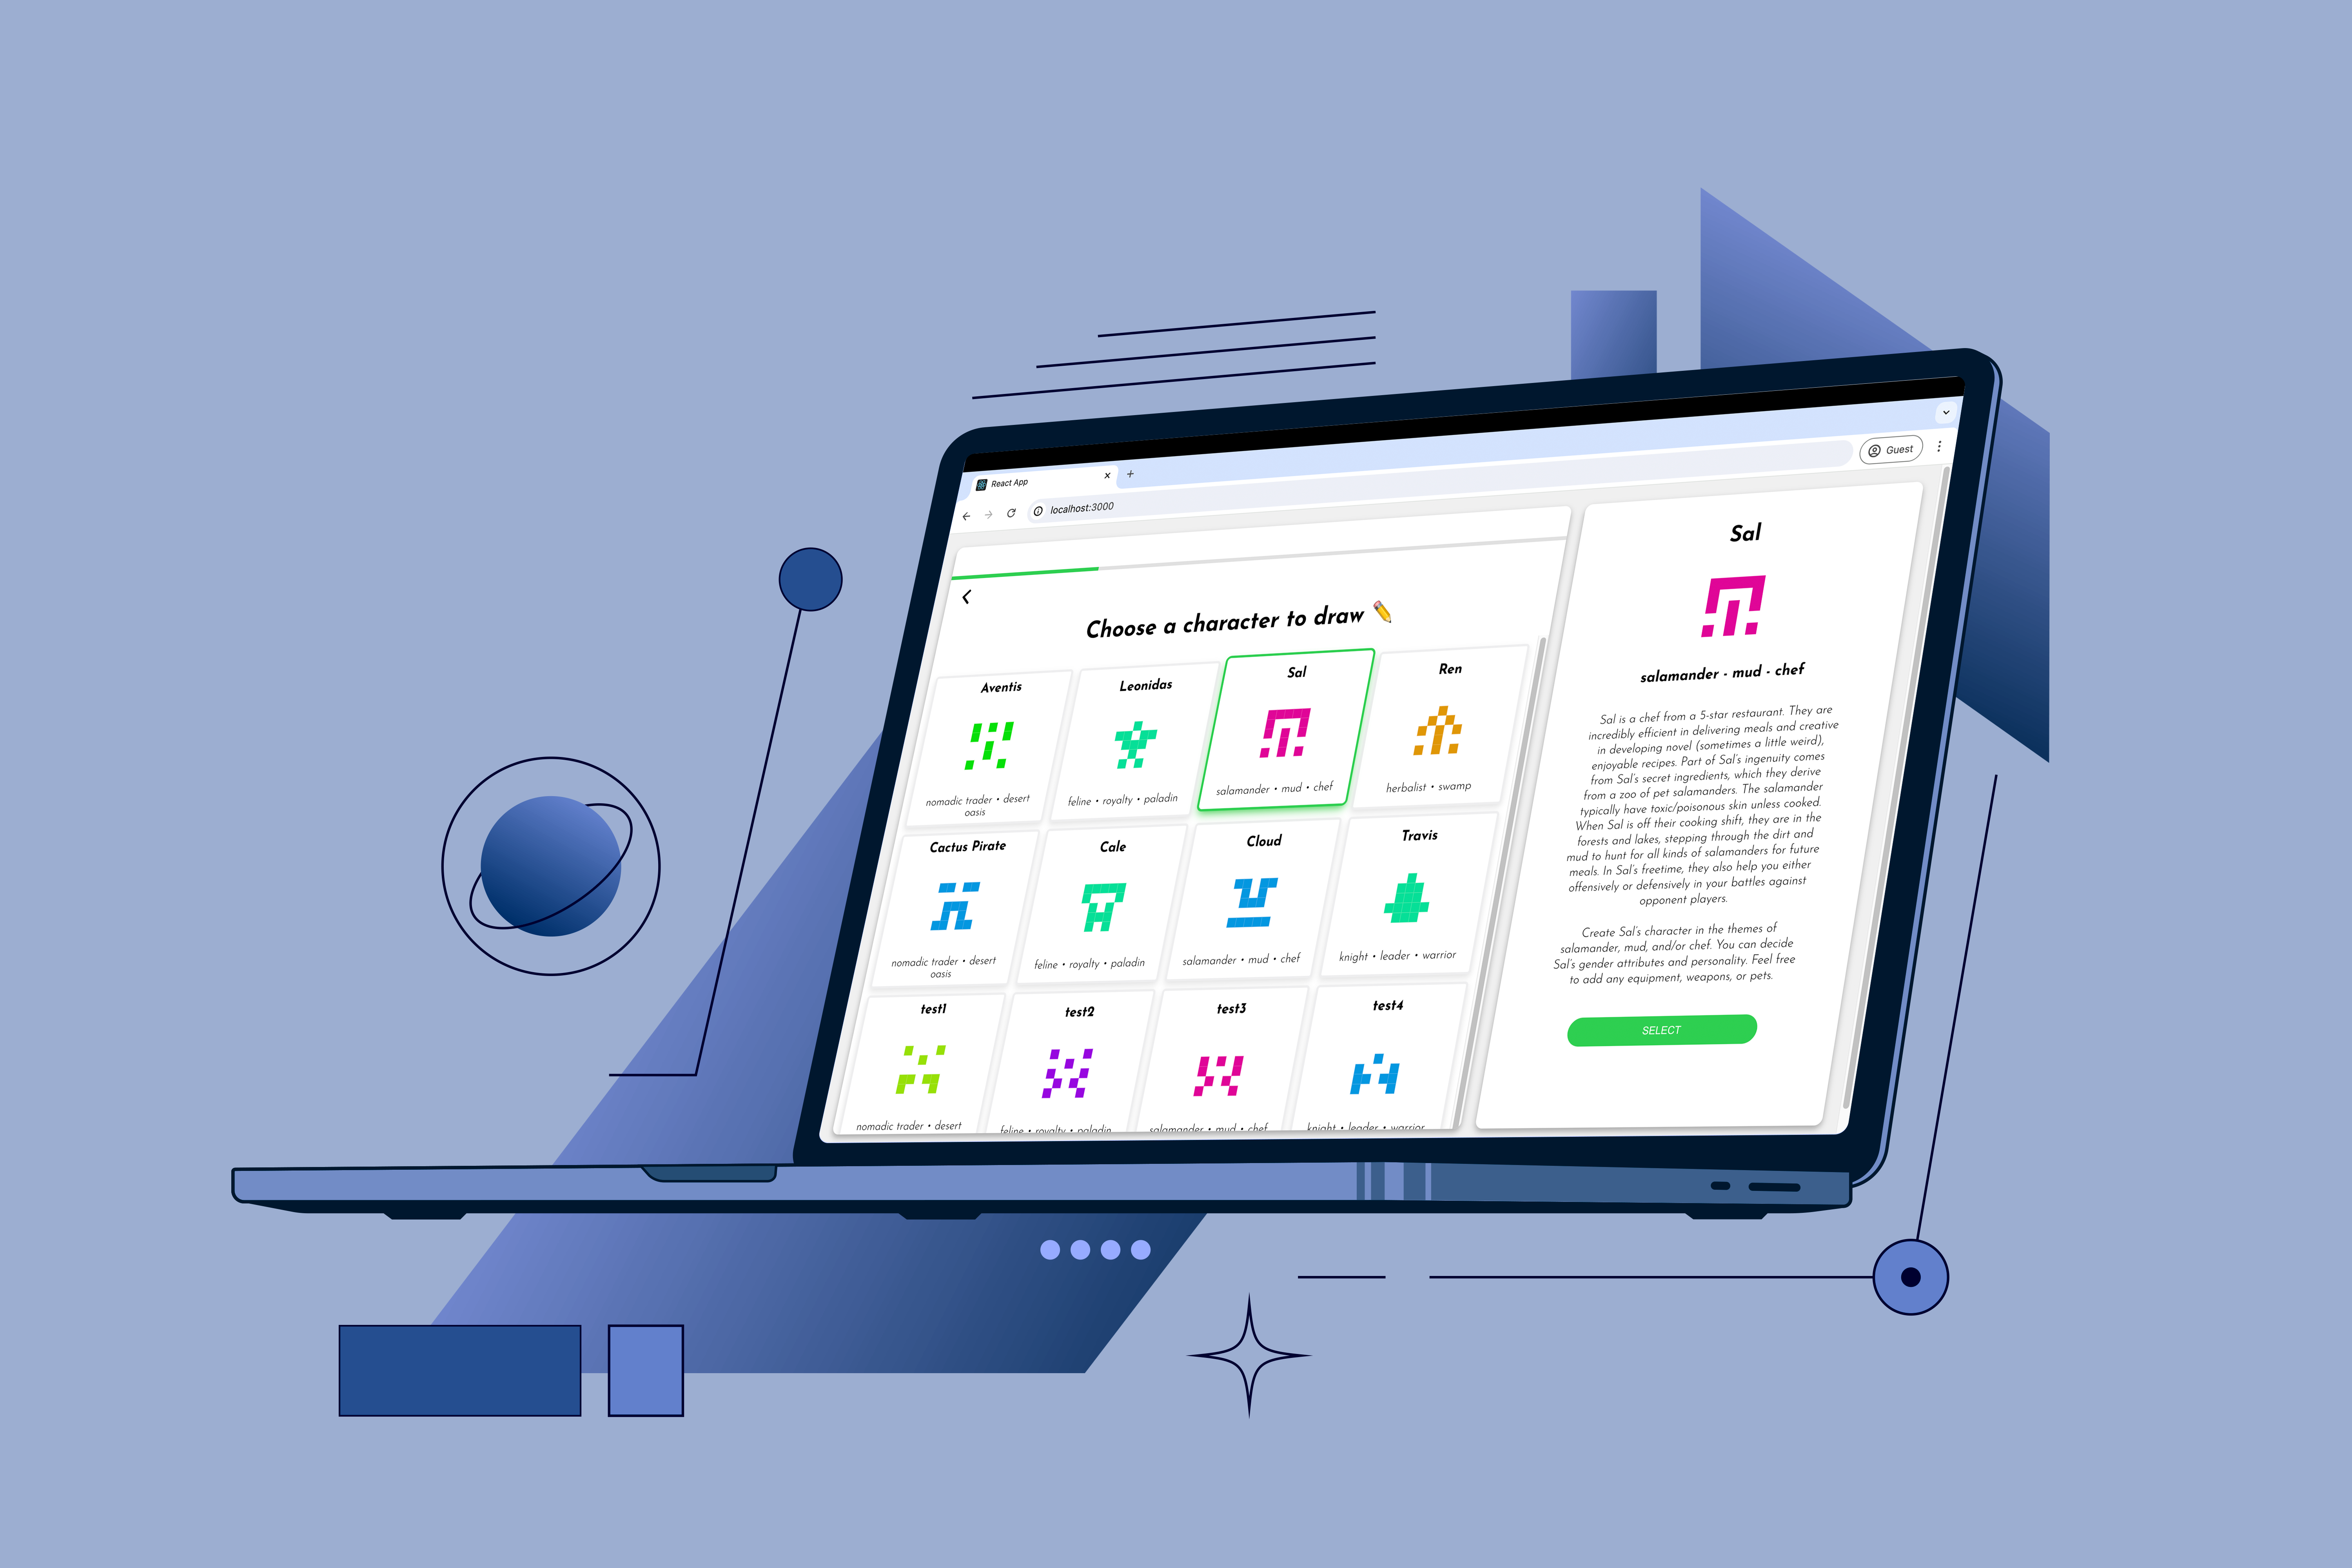 React App
localhost:3000
Guest
Choose a character to draw ✏️
Aventis
nomadic trader • desert
oasis
Leonidas
feline • royalty • paladin
Sal
salamander • mud • chef
Ren
herbalist • swamp
Cactus Pirate
nomadic trader • desert
oasis
Cale
feline • royalty • paladin
Cloud
salamander • mud • chef
Travis
knight • leader • warrior
test1
nomadic trader • desert
test2
feline • royalty • paladin
test3
salamander • mud • chef
test4
knight • leader • warrior
Sal
salamander - mud - chef
Sal is a chef from a 5-star restaurant. They are
incredibly efficient in delivering meals and creative
in developing novel (sometimes a little weird),
enjoyable recipes. Part of Sal's ingenuity comes
from Sal's secret ingredients, which they derive
from a zoo of pet salamanders. The salamander
typically have toxic/poisonous skin unless cooked.
When Sal is off their cooking shift, they are in the
forests and lakes, stepping through the dirt and
mud to hunt for all kinds of salamanders for future
meals. In Sal's freetime, they also help you either
offensively or defensively in your battles against
opponent players.
Create Sal's character in the themes of
salamander, mud, and/or chef. You can decide
Sal's gender attributes and personality. Feel free
to add any equipment, weapons, or pets.
SELECT